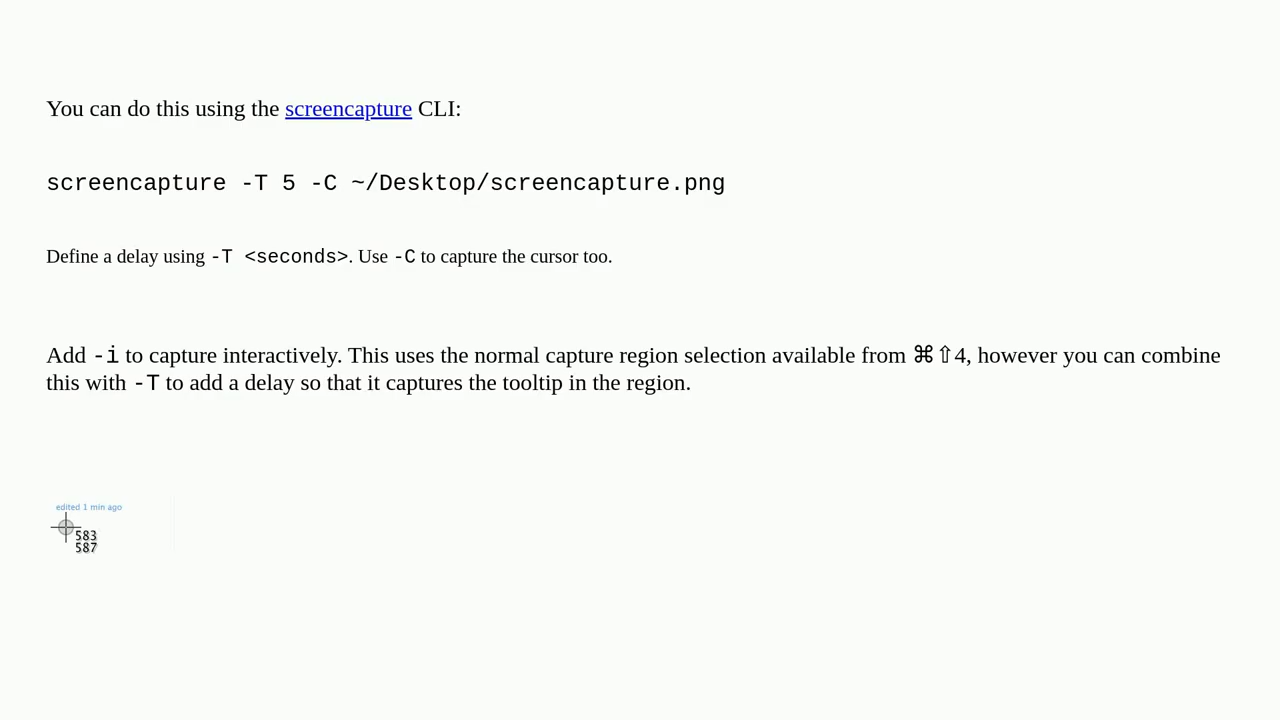 You can do this using the screencapture CLI:
screencapture -T 5 -C ~/Desktop/screencapture.png
Define a delay using -T <seconds>. Use -C to capture the cursor too.
Add -i to capture interactively. This uses the normal capture region selection available from ⌘⇧4, however you can combine
this with -T to add a delay so that it captures the tooltip in the region.
edited 1 min ago
583
587